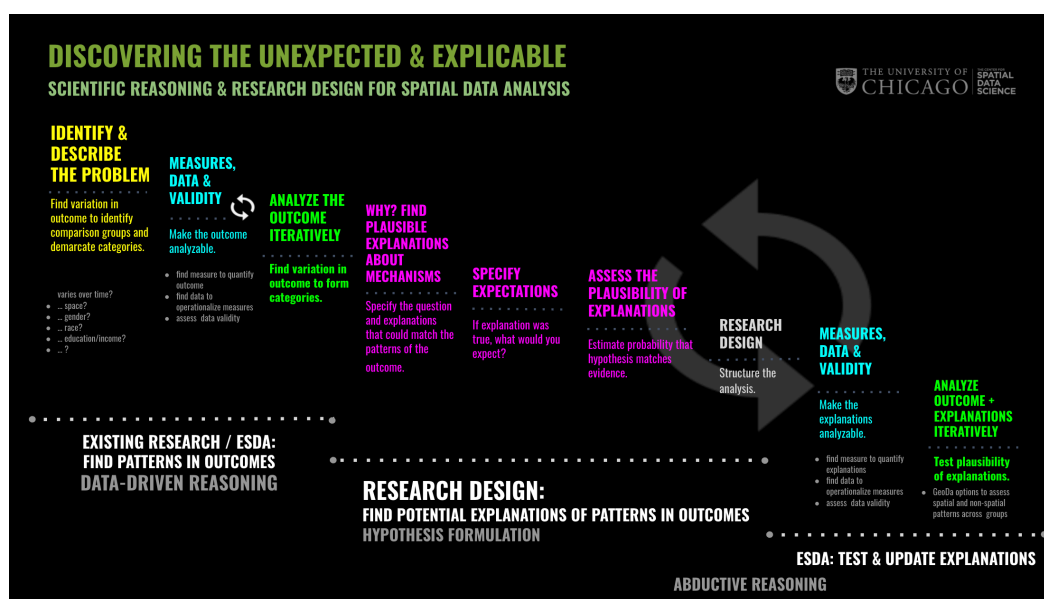 DISCOVERING THE UNEXPECTED & EXPLICABLE
SCIENTIFIC REASONING & RESEARCH DESIGN FOR SPATIAL DATA ANALYSIS
THE UNIVERSITY OF
CHICAGO
THE CENTER FOR
SPATIAL
DATA
SCIENCE
IDENTIFY &
DESCRIBE
THE PROBLEM
Find variation in
outcome to identify
comparison groups and
demarcate categories.
varies over time?
● … space?
● … gender?
● … race?
● … education/income?
● … ?
MEASURES,
DATA &
VALIDITY
Make the outcome
analyzable.
● find measure to quantify
outcome
● find data to
operationalize measures
● assess data validity
ANALYZE THE
OUTCOME
ITERATIVELY
Find variation in
outcome to form
categories.
WHY? FIND
PLAUSIBLE
EXPLANATIONS
ABOUT
MECHANISMS
Specify the question
and explanations
that could match the
patterns of the
outcome.
SPECIFY
EXPECTATIONS
If explanation was
true, what would you
expect?
ASSESS THE
PLAUSIBILITY OF
EXPLANATIONS
Estimate probability that
hypothesis matches
evidence.
RESEARCH
DESIGN
Structure the
analysis.
MEASURES,
DATA &
VALIDITY
Make the
explanations
analyzable.
● find measure to quantify
explanations
● find data to
operationalize measures
● assess data validity
ANALYZE
OUTCOME +
EXPLANATIONS
ITERATIVELY
Test plausibility
of explanations.
● GeoDa options to assess
spatial and non-spatial
patterns across groups
EXISTING RESEARCH / ESDA:
FIND PATTERNS IN OUTCOMES
DATA-DRIVEN REASONING
RESEARCH DESIGN:
FIND POTENTIAL EXPLANATIONS OF PATTERNS IN OUTCOMES
HYPOTHESIS FORMULATION
ESDA: TEST & UPDATE EXPLANATIONS
ABDUCTIVE REASONING